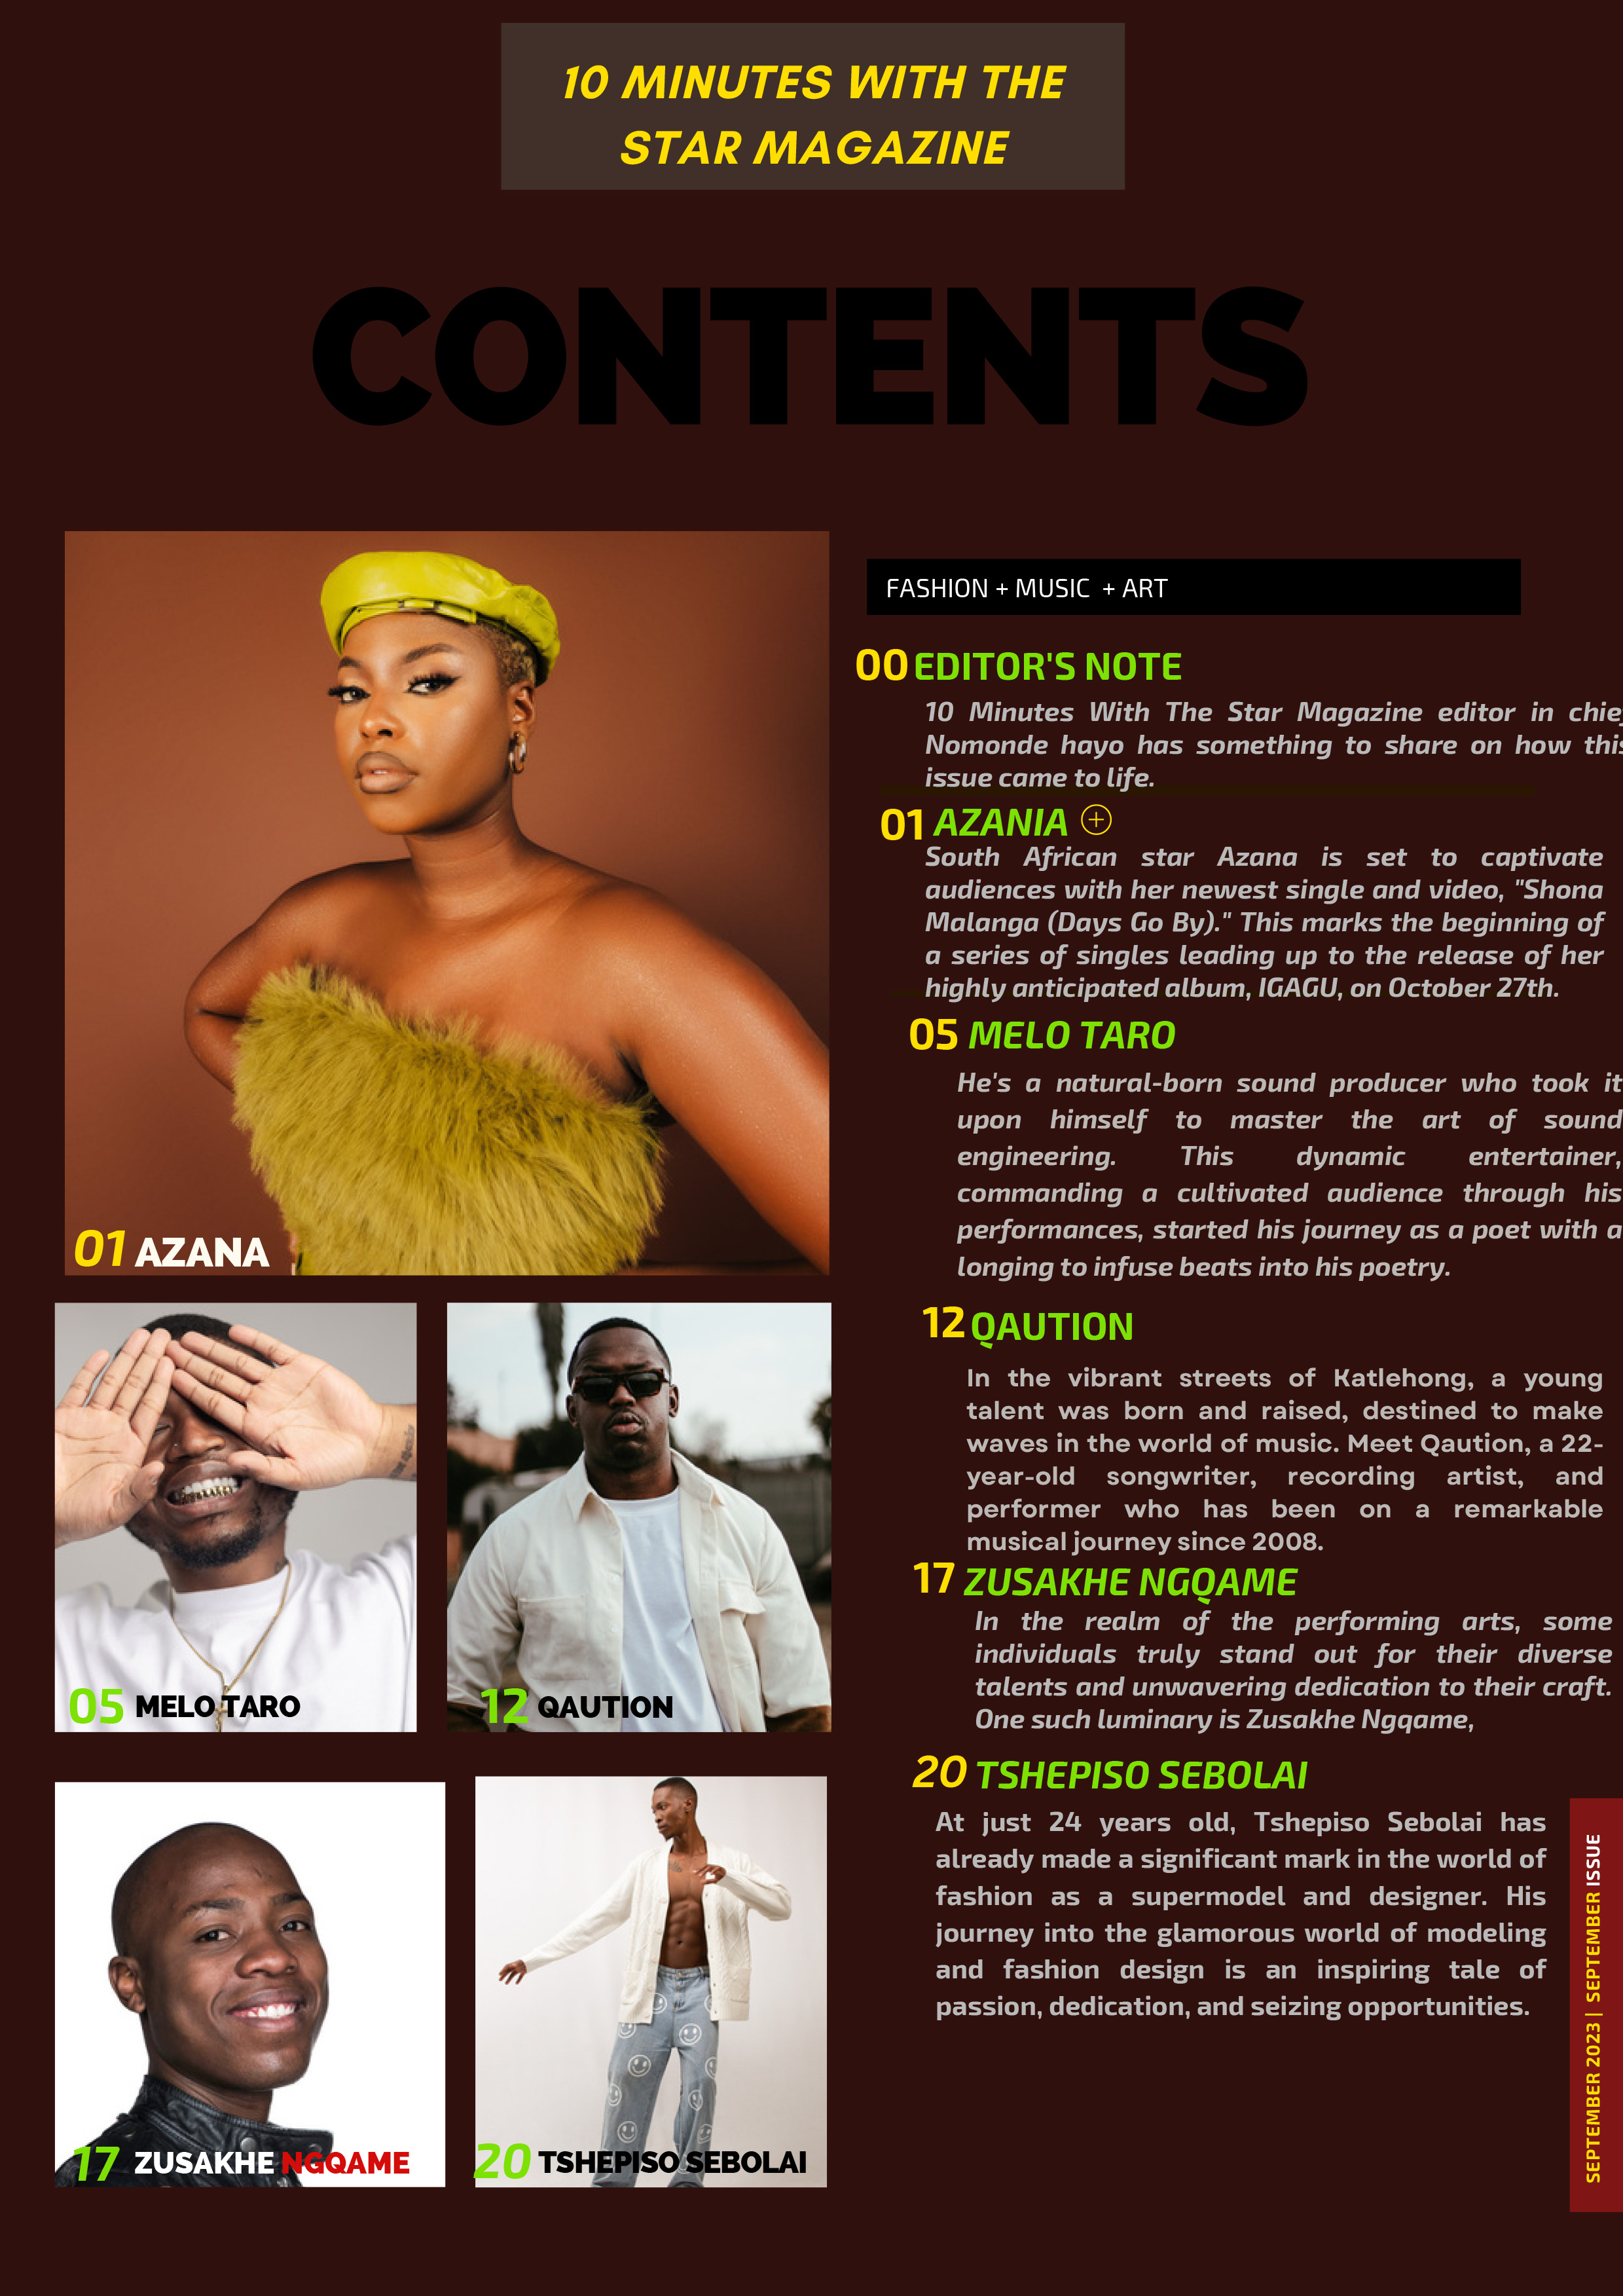 10 MINUTES WITH THE
STAR MAGAZINE
CONTENTS
01 AZANA
05 MELO TARO
12 QAUTION
17 ZUSAKHE NGQAME
20 TSHEPISO SEBOLAI
FASHION + MUSIC + ART
00 EDITOR'S NOTE
10 Minutes With The Star Magazine editor in chief
Nomonde hayo has something to share on how this
issue came to life.
01 AZANIA
South African star Azana is set to captivate
audiences with her newest single and video, "Shona
Malanga (Days Go By)." This marks the beginning of
a series of singles leading up to the release of her
highly anticipated album, IGAGU, on October 27th.
05 MELO TARO
He's a natural-born sound producer who took it
upon himself to master the art of sound
engineering. This dynamic entertainer,
commanding a cultivated audience through his
performances, started his journey as a poet with a
longing to infuse beats into his poetry.
12 QAUTION
In the vibrant streets of Katlehong, a young
talent was born and raised, destined to make
waves in the world of music. Meet Qaution, a 22-
year-old songwriter, recording artist, and
performer who has been on a remarkable
musical journey since 2008.
17 ZUSAKHE NGQAME
In the realm of the performing arts, some
individuals truly stand out for their diverse
talents and unwavering dedication to their craft.
One such luminary is Zusakhe Ngqame,
20 TSHEPISO SEBOLAI
At just 24 years old, Tshepiso Sebolai has
already made a significant mark in the world of
fashion as a supermodel and designer. His
journey into the glamorous world of modeling
and fashion design is an inspiring tale of
passion, dedication, and seizing opportunities.
SEPTEMBER 2023 | SEPTEMBER ISSUE